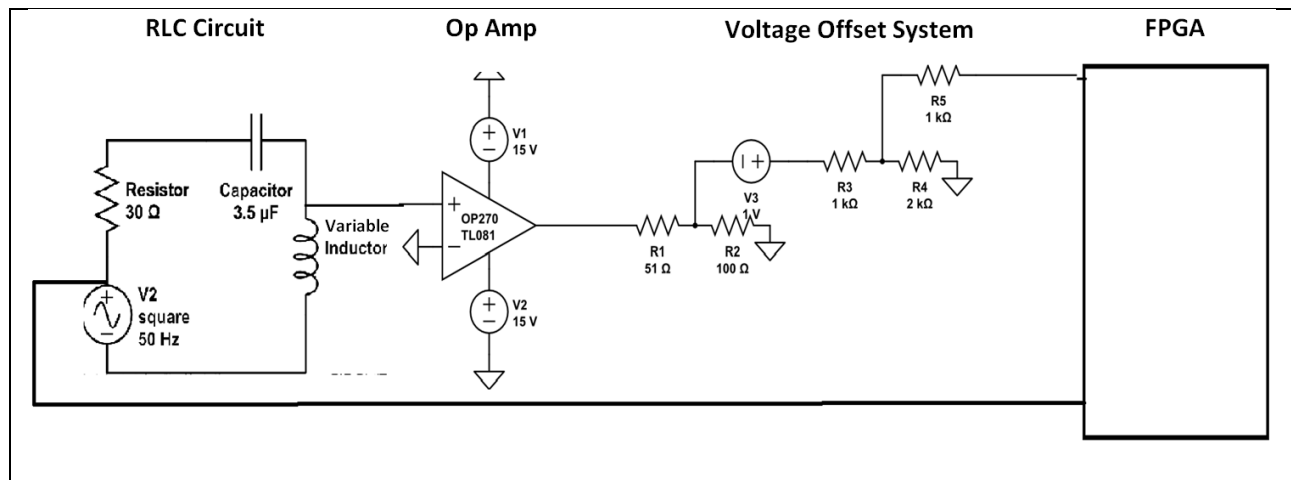 RLC Circuit
Op Amp
Voltage Offset System
FPGA
Resistor
30 Ω
Capacitor
3.5 µF
Variable
Inductor
V2
square
50 Hz
V1
15 V
OP270
TL081
V2
15 V
R1
51 Ω
R2
100 Ω
V3
1 V
R3
1 kΩ
R4
2 kΩ
R5
1 kΩ